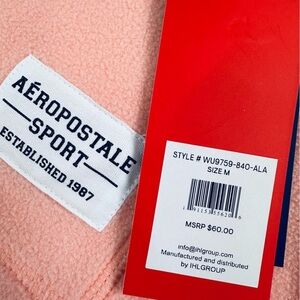 AÉROPOSTALE
SPORT
ESTABLISHED 1987
STYLE # WU9759-840-ALA
SIZE M
MSRP $60.00
info@ihlgroup.com
Manufactured and distributed
by IHLGROUP